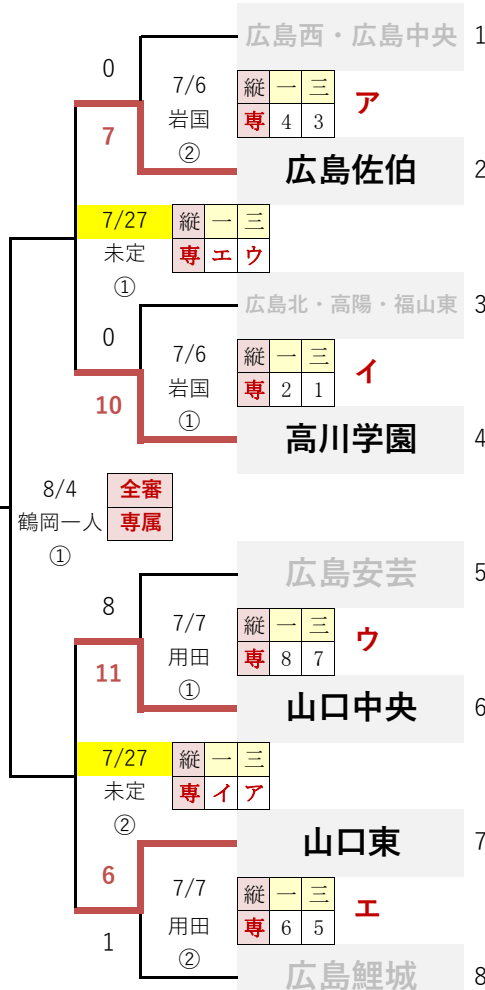 広島西・広島中央 1
0
7/6 縦 一 三 ア
岩国 専 4 3
7
②
広島佐伯 2
7/27 縦 一 三
未定 専 エ ウ
①
広島北・高陽・福山東 3
0
7/6 縦 一 三 イ
岩国 専 2 1
10
①
高川学園 4
8/4 全審
鶴岡一人 専属
①
広島安芸 5
8
7/7 縦 一 三 ウ
用田 専 8 7
11
①
山口中央 6
7/27 縦 一 三
未定 専 イ ア
②
山口東 7
6
7/7 縦 一 三 エ
用田 専 6 5
1
②
広島鯉城 8